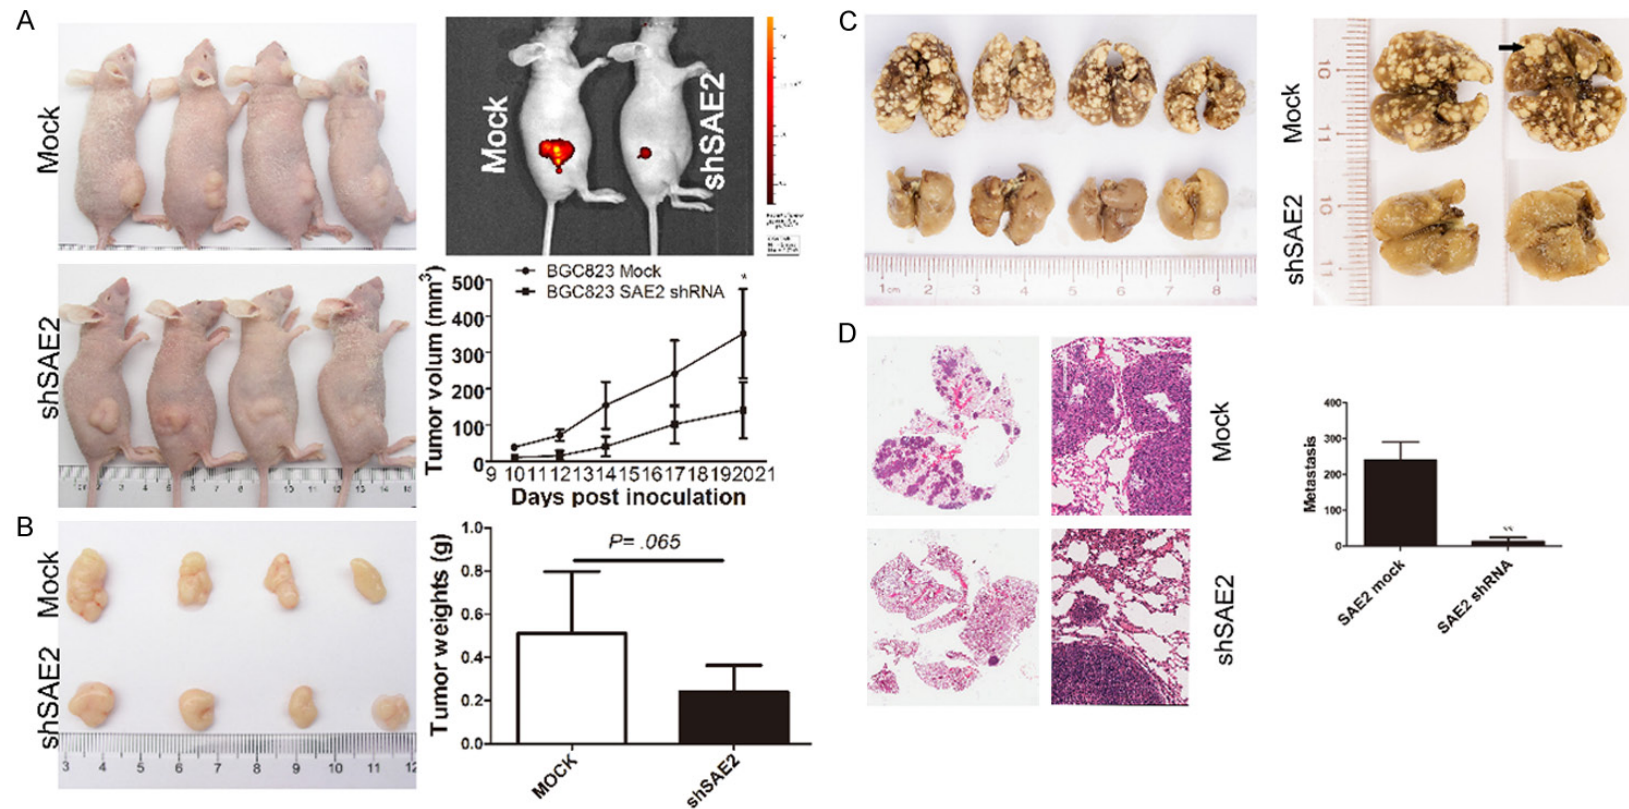 A
Mock
shSAE2
Mock
shSAE2
BGC823 Mock
BGC823 SAE2 shRNA
*
Tumor volum (mm³)
500
400
300
200
100
0
9 10 11 12 13 14 15 16 17 18 19 20 21
Days post inoculation
B
Mock
shSAE2
3 4 5 6 7 8 9 10 11 12
Tumor weights (g)
1.0
0.8
0.6
0.4
0.2
0.0
P= .065
MOCK
shSAE2
C
Mock
shSAE2
1cm 2 3 4 5 6 7 8
Mock
shSAE2
10
11
10
11
D
Mock
shSAE2
Metastasis
400
300
200
100
0
**
SAE2 mock
SAE2 shRNA